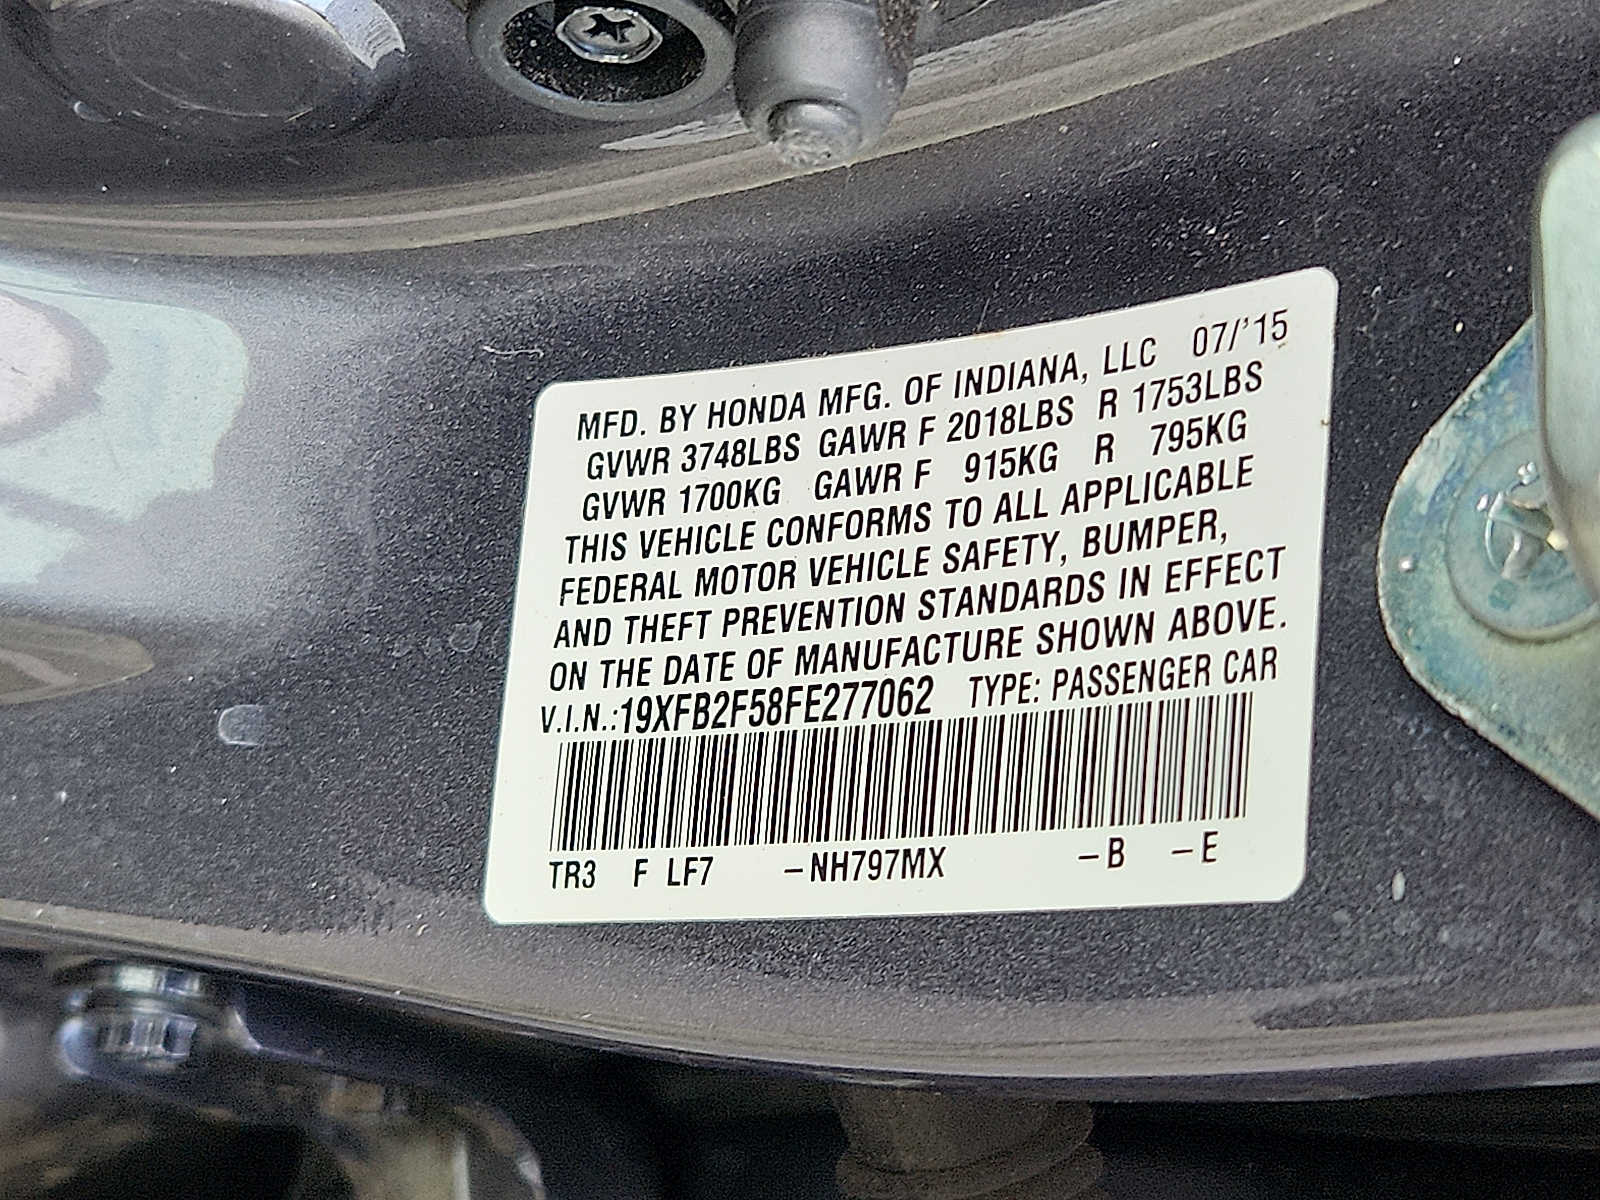 MFD. BY HONDA MFG. OF INDIANA, LLC 07/'15
GVWR 3748LBS GAWR F 2018LBS R 1753LBS
GVWR 1700KG GAWR F 915KG R 795KG
THIS VEHICLE CONFORMS TO ALL APPLICABLE
FEDERAL MOTOR VEHICLE SAFETY, BUMPER,
AND THEFT PREVENTION STANDARDS IN EFFECT
ON THE DATE OF MANUFACTURE SHOWN ABOVE.
V.I.N.:19XFB2F58FE277062 TYPE: PASSENGER CAR
TR3 F LF7 –NH797MX –B –E